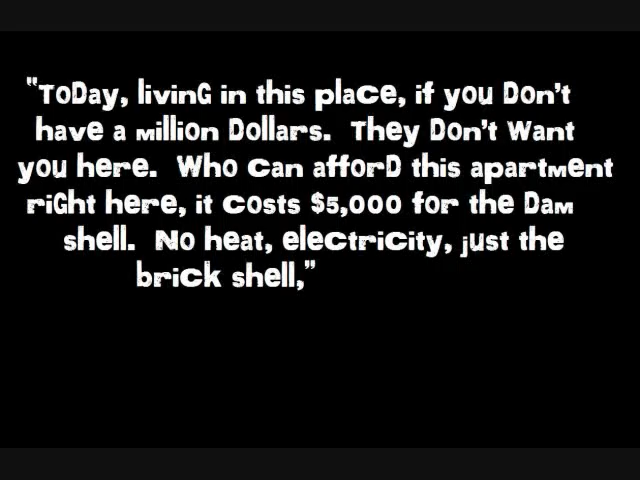 "Today, living in this place, if you Don't
have a million Dollars.  They Don't Want
you here.  Who can afford this apartment
right here, it costs $5,000 for the Dam
shell.  No heat, electricity, just the
brick shell,"